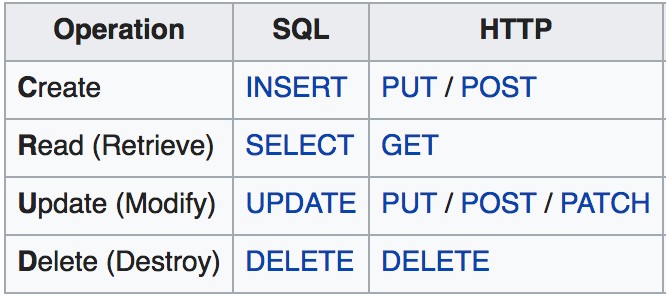 Operation SQL HTTP
Create INSERT PUT / POST
Read (Retrieve) SELECT GET
Update (Modify) UPDATE PUT / POST / PATCH
Delete (Destroy) DELETE DELETE